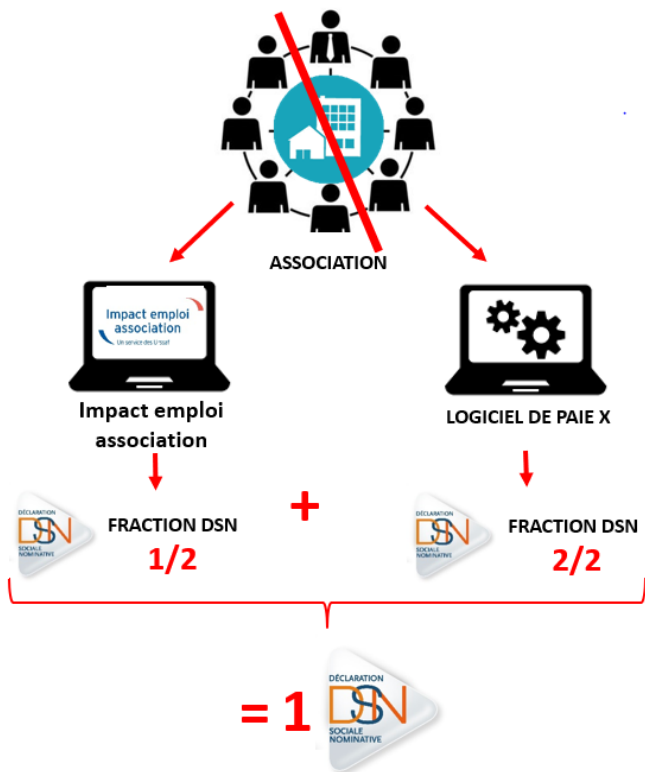 ASSOCIATION
Impact emploi
association
Un service des Urssaf
Impact emploi
association
LOGICIEL DE PAIE X
DÉCLARATION
DSN
SOCIALE
NOMINATIVE
FRACTION DSN
1/2
+
DÉCLARATION
DSN
SOCIALE
NOMINATIVE
FRACTION DSN
2/2
= 1
DÉCLARATION
DSN
SOCIALE
NOMINATIVE